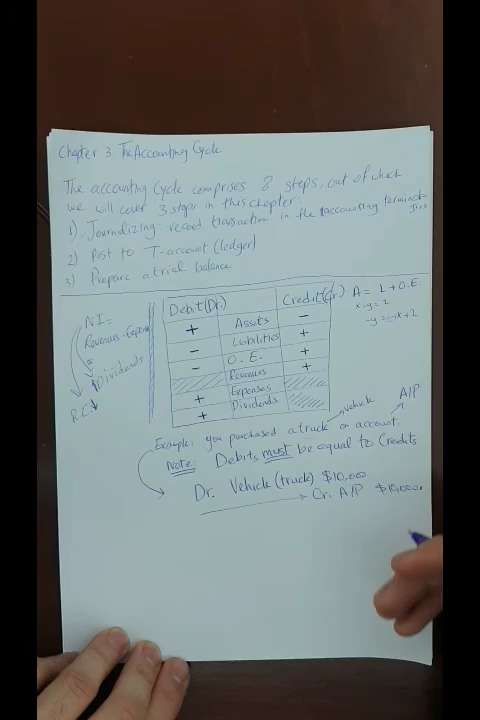 Chapter 3 The Accounting Cycle
The accounting cycle comprises 8 steps, out of which
we will cover 3 steps in this chapter.
1) Journalizing: record transaction in the accounting terminologies
2) Post to T-account (ledger)
3) Prepare a trial balance
Debit(Dr.) Credit(Cr.) A = L + O.E.
+ Assets −
− Liabilities +
− O.E. +
Revenues +
+ Expenses
+ Dividends
x-y=2
-y=-x+2
NI=
Revenues-Expenses
Dividends
Example: you purchased a truck on account.
vehicle
A/P
Note: Debits must be equal to Credits
Dr. Vehicle (truck) $10,000
Cr. A/P $10,000.